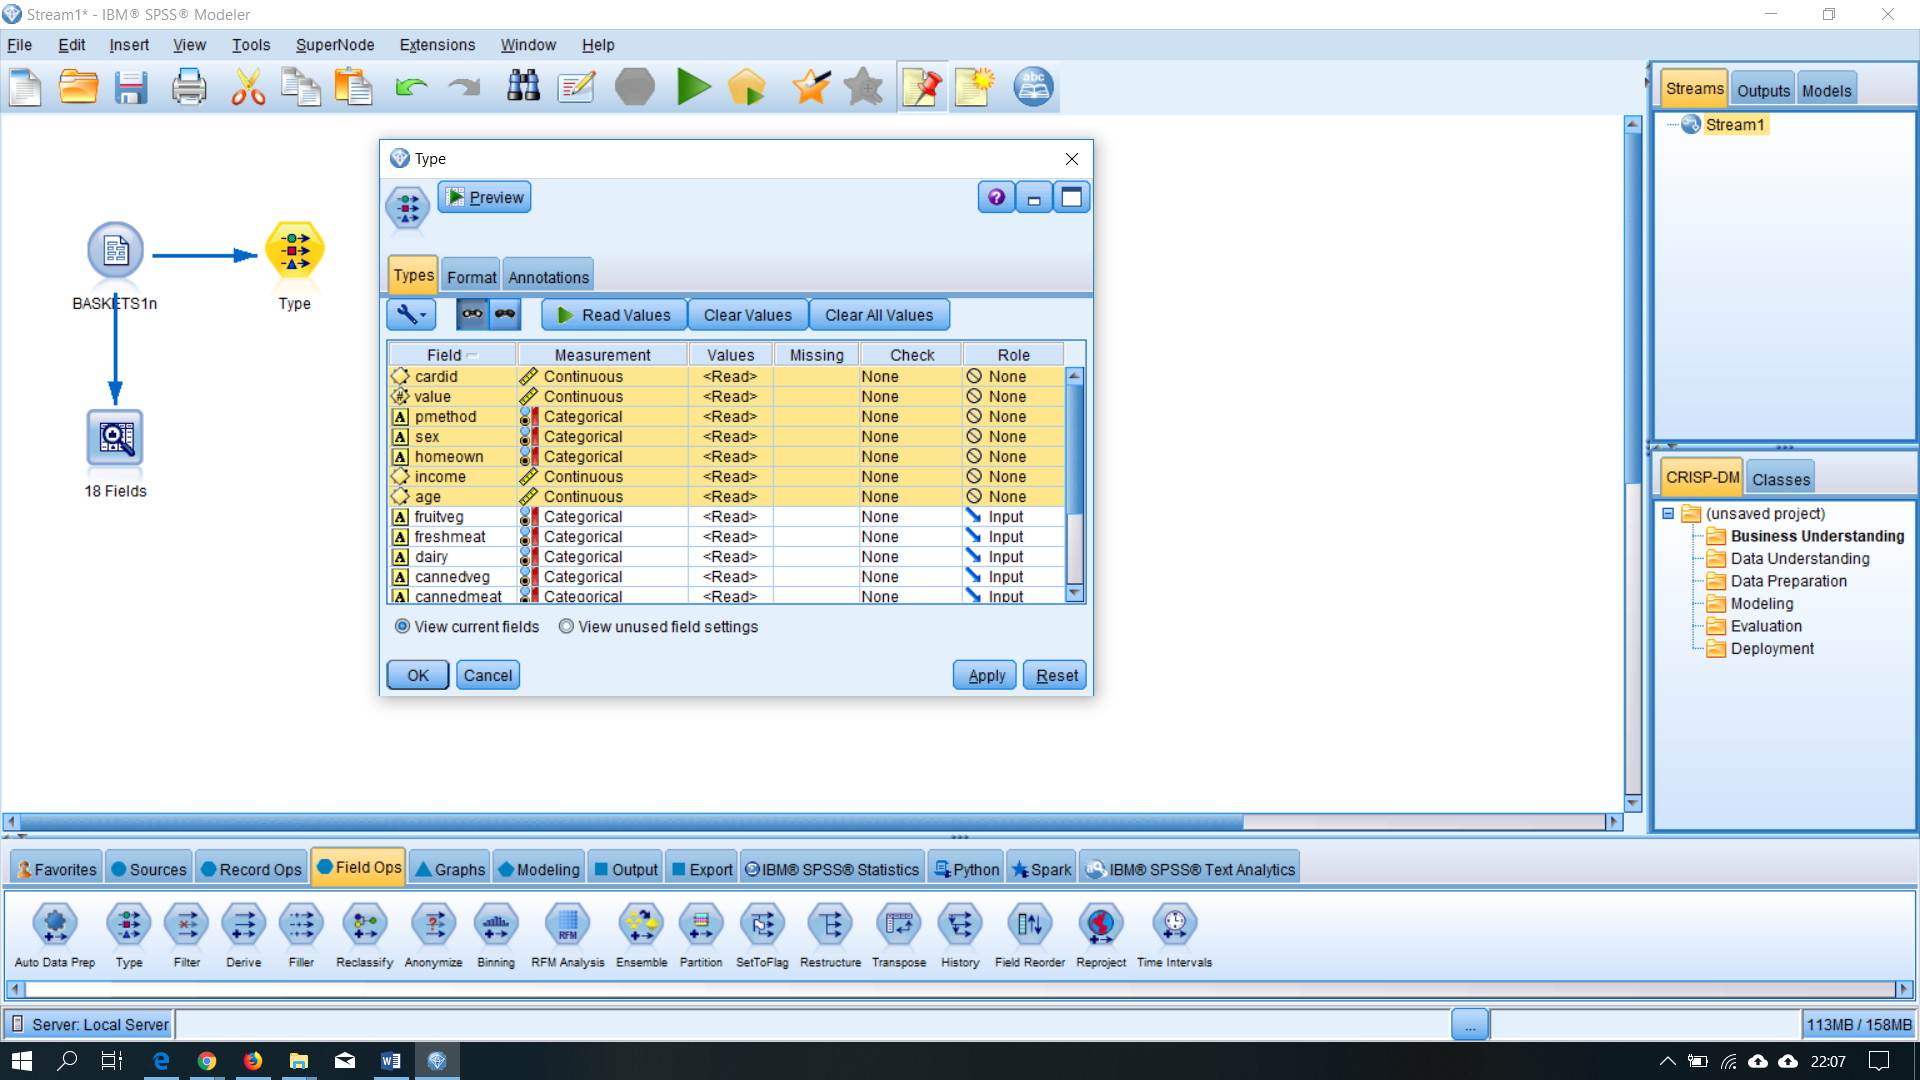 Stream1* - IBM® SPSS® Modeler
File Edit Insert View Tools SuperNode Extensions Window Help
abc
Streams Outputs Models
Stream1
BASKETS1n
Type
18 Fields
Type
Preview
?
Types Format Annotations
Read Values Clear Values Clear All Values
Field Measurement Values Missing Check Role
cardid Continuous <Read> None None
# value Continuous <Read> None None
A pmethod Categorical <Read> None None
A sex Categorical <Read> None None
A homeown Categorical <Read> None None
income Continuous <Read> None None
age Continuous <Read> None None
A fruitveg Categorical <Read> None Input
A freshmeat Categorical <Read> None Input
A dairy Categorical <Read> None Input
A cannedveg Categorical <Read> None Input
A cannedmeat Categorical <Read> None Input
View current fields View unused field settings
OK Cancel Apply Reset
CRISP-DM Classes
(unsaved project)
Business Understanding
Data Understanding
Data Preparation
Modeling
Evaluation
Deployment
Favorites Sources Record Ops Field Ops Graphs Modeling Output Export IBM® SPSS® Statistics Python Spark IBM® SPSS® Text Analytics
RFM
Auto Data Prep Type Filter Derive Filler Reclassify Anonymize Binning RFM Analysis Ensemble Partition SetToFlag Restructure Transpose History Field Reorder Reproject Time Intervals
Server: Local Server ... 113MB / 158MB
22:07